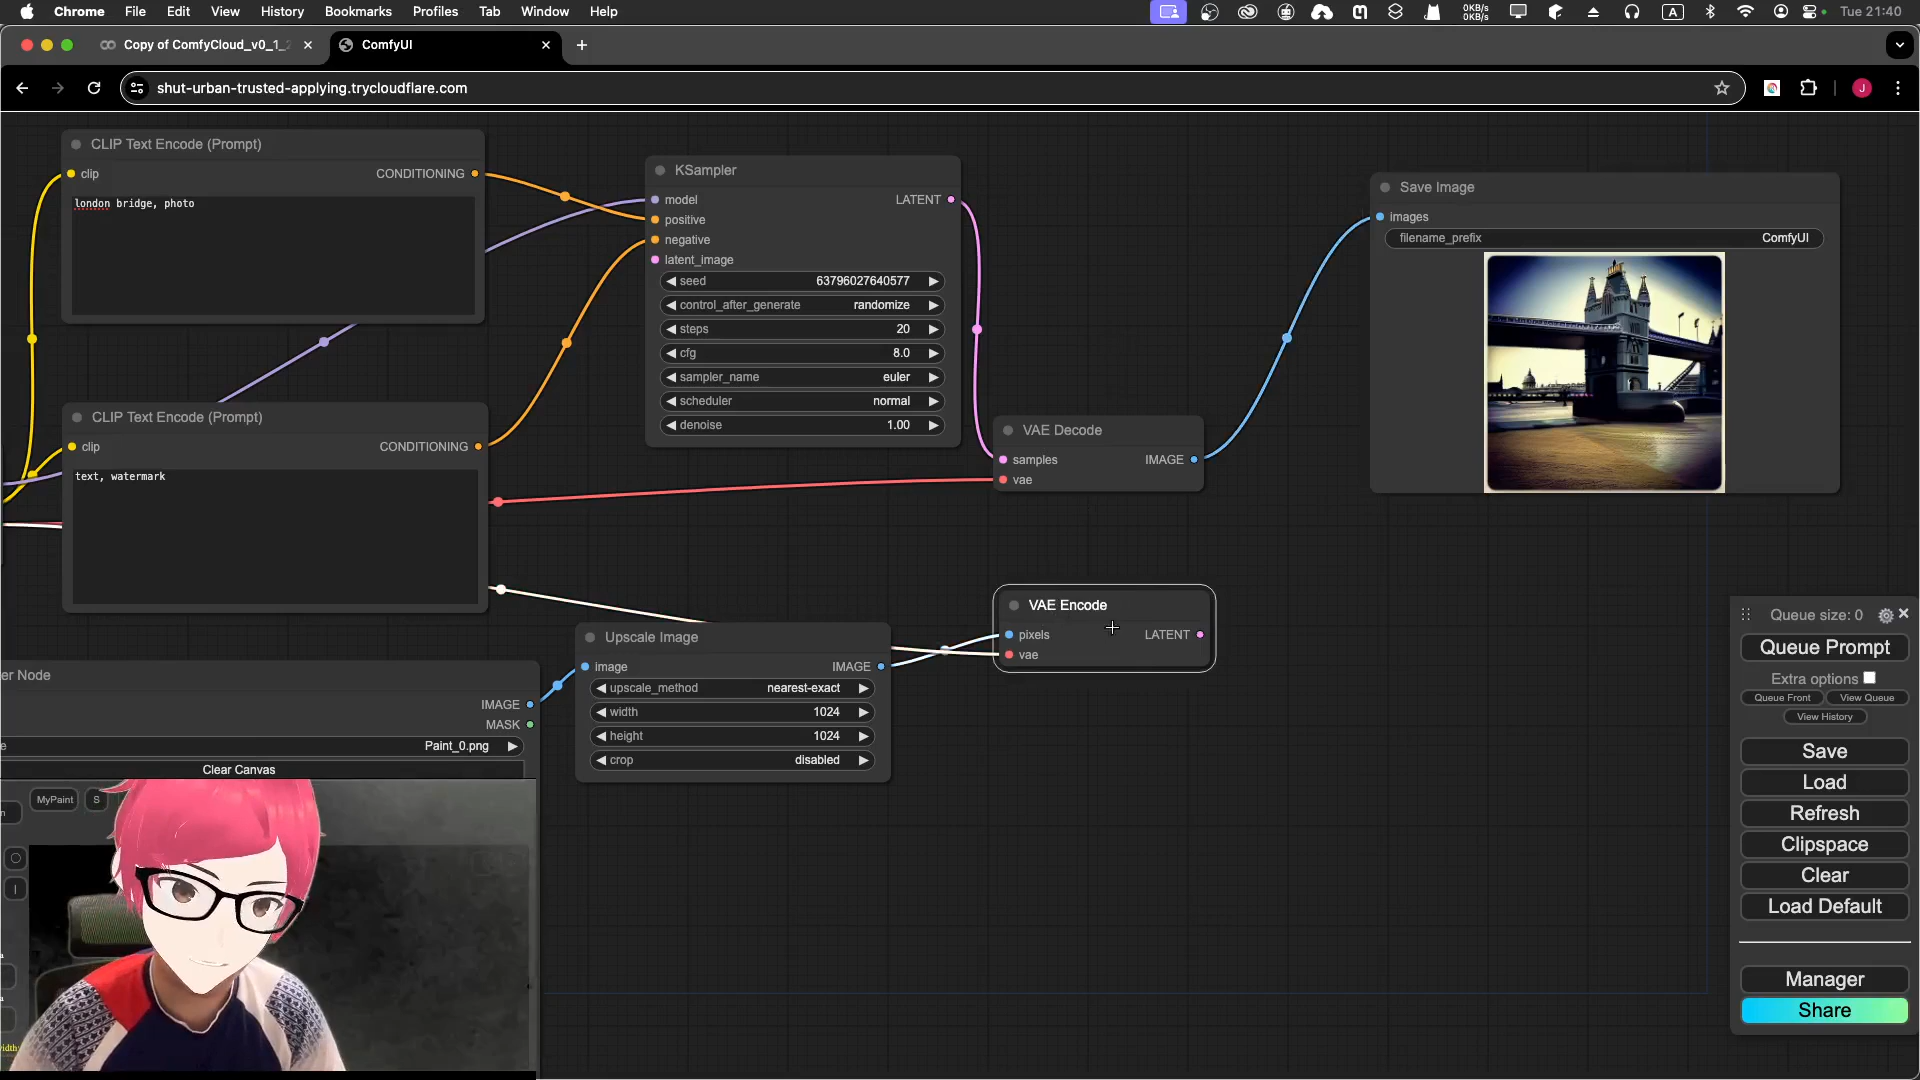 Chrome File Edit View History Bookmarks Profiles Tab Window Help
0KB/s
0KB/s
A
Tue 21:40
Copy of ComfyCloud_v0_1_
ComfyUI
shut-urban-trusted-applying.trycloudflare.com
J
CLIP Text Encode (Prompt)
clip
CONDITIONING
london bridge, photo
KSampler
model
LATENT
positive
negative
latent_image
seed 63796027640577
control_after_generate randomize
steps 20
cfg 8.0
sampler_name euler
scheduler normal
denoise 1.00
Save Image
images
filename_prefix ComfyUI
CLIP Text Encode (Prompt)
clip
CONDITIONING
text, watermark
VAE Decode
samples
IMAGE
vae
VAE Encode
pixels
LATENT
vae
Upscale Image
image
IMAGE
upscale_method nearest-exact
width 1024
height 1024
crop disabled
er Node
IMAGE
MASK
e Paint_0.png
Clear Canvas
MyPaint
S
Queue size: 0
Queue Prompt
Extra options
Queue Front
View Queue
View History
Save
Load
Refresh
Clipspace
Clear
Load Default
Manager
Share